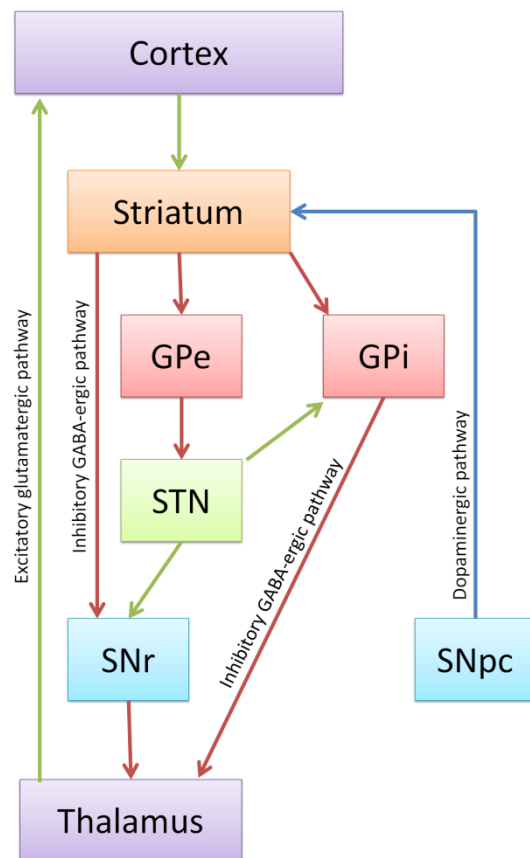 Cortex
Striatum
GPe
GPi
STN
SNr
SNpc
Thalamus
Excitatory glutamatergic pathway
Inhibitory GABA-ergic pathway
Inhibitory GABA-ergic pathway
Dopaminergic pathway